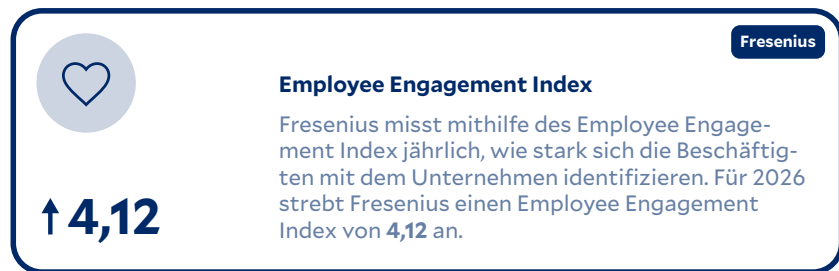 Fresenius
Employee Engagement Index
Fresenius misst mithilfe des Employee Engage-
ment Index jährlich, wie stark sich die Beschäftig-
ten mit dem Unternehmen identifizieren. Für 2026
strebt Fresenius einen Employee Engagement
Index von 4,12 an.
↑ 4,12